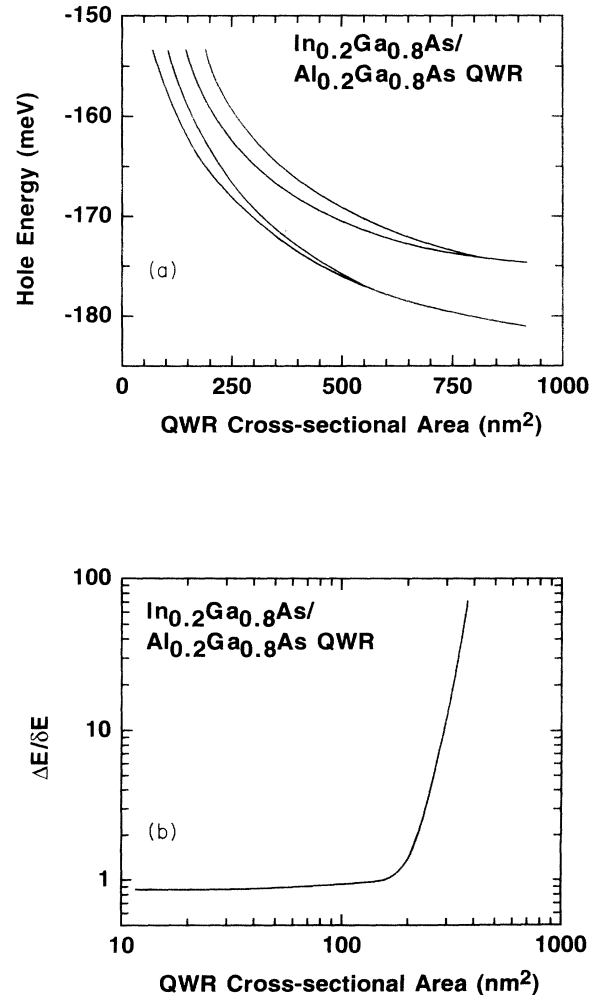 -150
In0.2Ga0.8As/
Al0.2Ga0.8As QWR
-160
-170
-180
Hole Energy (meV)
(a)
0 250 500 750 1000
QWR Cross-sectional Area (nm2)
100
In0.2Ga0.8As/
Al0.2Ga0.8As QWR
10
ΔE/δE
(b)
1
10 100 1000
QWR Cross-sectional Area (nm2)